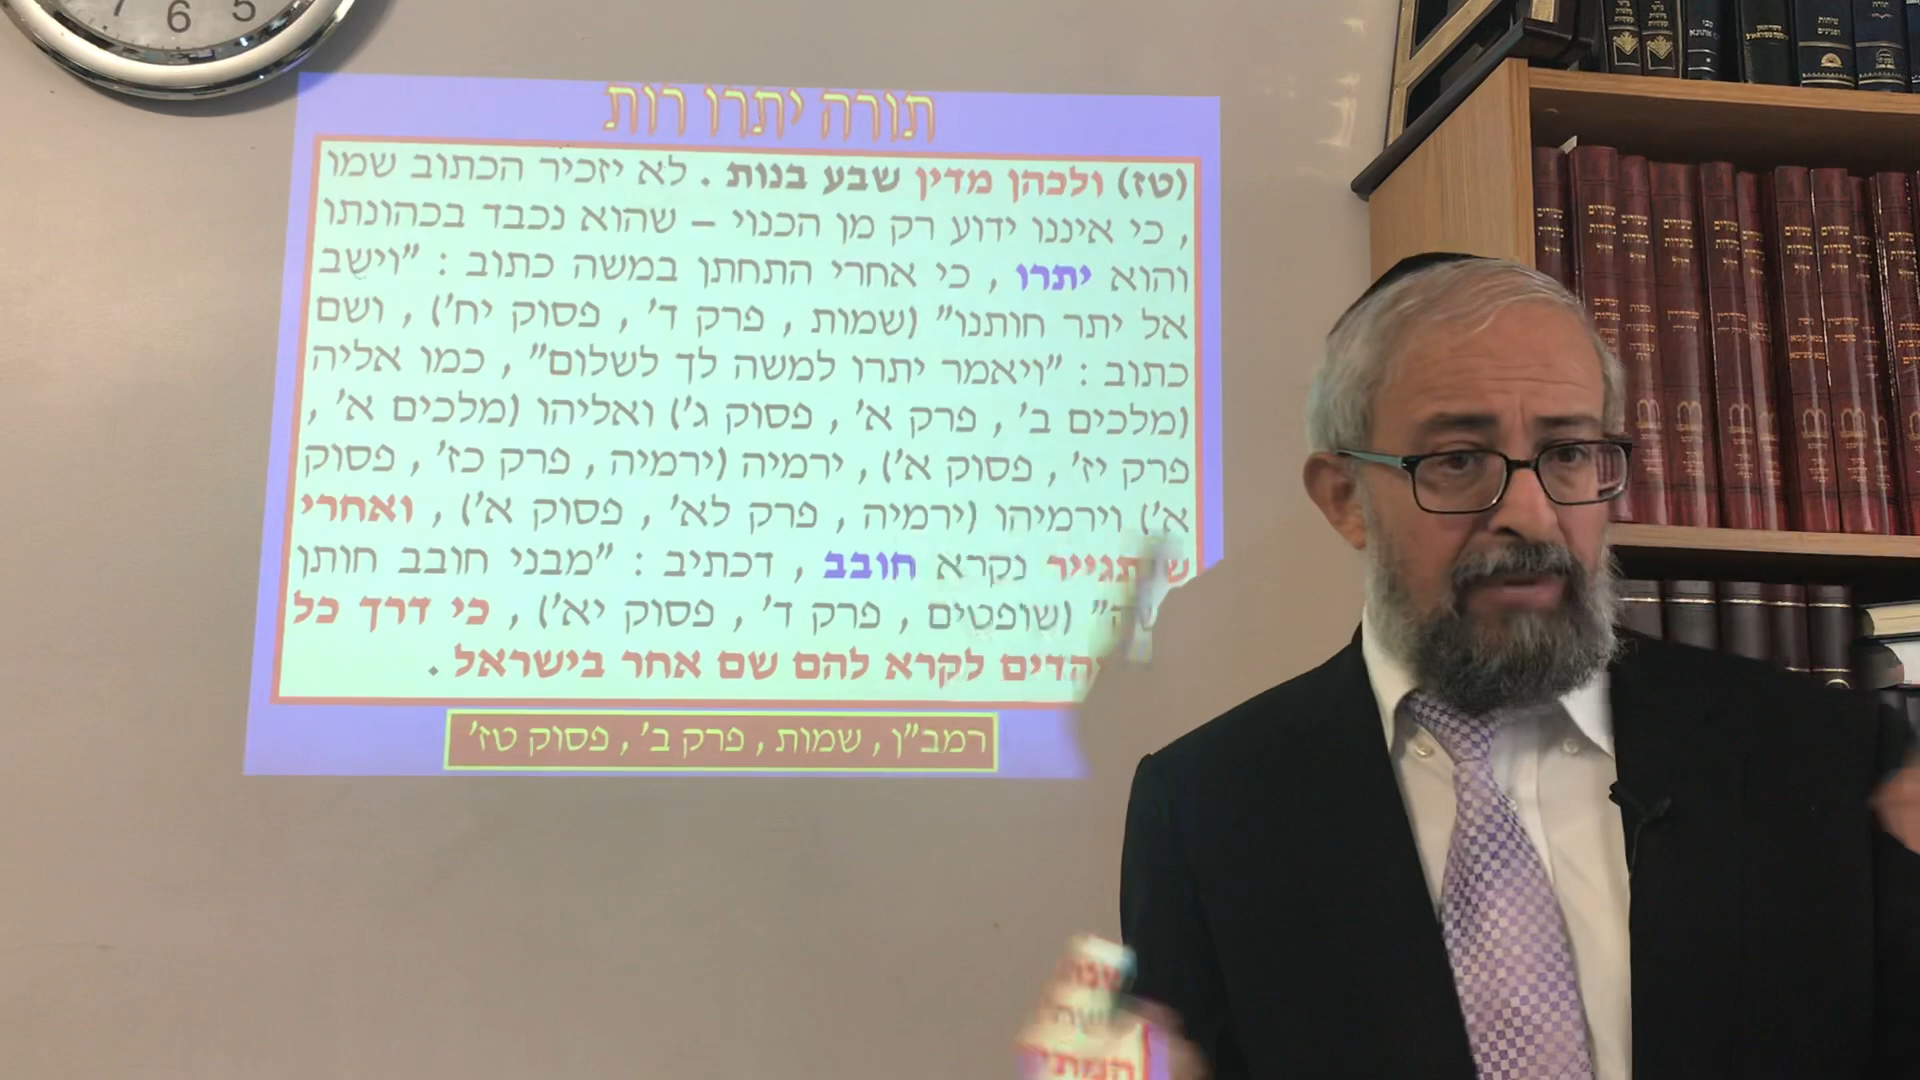 7 6 5
תורה יתרו רות
(טז) ולכהן מדין שבע בנות . לא יזכיר הכתוב שמו
, כי איננו ידוע רק מן הכנוי – שהוא נכבד בכהונתו
והוא יתרו , כי אחרי התחתן במשה כתוב : "וישב
אל יתר חותנו" (שמות , פרק ד' , פסוק יח') , ושם
כתוב : "ויאמר יתרו למשה לך לשלום" , כמו אליה
(מלכים ב' , פרק א' , פסוק ג') ואליהו (מלכים א' ,
פרק יז' , פסוק א') , ירמיה (ירמיה , פרק כז' , פסוק
א') וירמיהו (ירמיה , פרק לא' , פסוק א') , ואחרי
נקרא חובב , דכתיב : "מבני חובב חותן
(שופטים , פרק ד' , פסוק יא') , כי דרך כל
לקרא להם שם אחר בישראל .
רמב"ן , שמות , פרק ב' , פסוק טז'